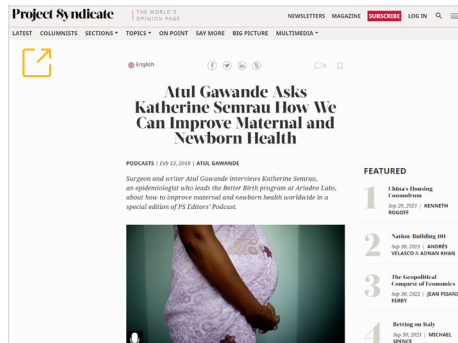 Project Syndicate
THE WORLD'S
OPINION PAGE
NEWSLETTERS MAGAZINE SUBSCRIBE LOG IN
LATEST COLUMNISTS SECTIONS TOPICS ON POINT SAY MORE BIG PICTURE MULTIMEDIA
English
0
Atul Gawande Asks
Katherine Semrau How We
Can Improve Maternal and
Newborn Health
PODCASTS | Feb 13, 2018 | ATUL GAWANDE
Surgeon and writer Atul Gawande interviews Katherine Semrau,
an epidemiologist who leads the Better Birth program at Ariadne Labs,
about how to improve maternal and newborn health worldwide in a
special edition of PS Editors' Podcast.
FEATURED
1
China's Housing
Conundrum
Sep 28, 2021 | KENNETH
ROGOFF
2
Nation-Building 101
Sep 30, 2021 | ANDRÉS
VELASCO & ADNAN KHAN
3
The Geopolitical
Conquest of Economics
Sep 30, 2021 | JEAN PISANI-
FERRY
4
Betting on Italy
Sep 30, 2021 | MICHAEL
SPENCE